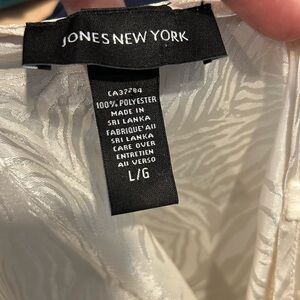 JONES NEW YORK
CA37284
100% POLYESTER
MADE IN
SRI LANKA
FABRIQUÉ AU
SRI LANKA
CARE OVER
ENTRETIEN
AU VERSO
L/G